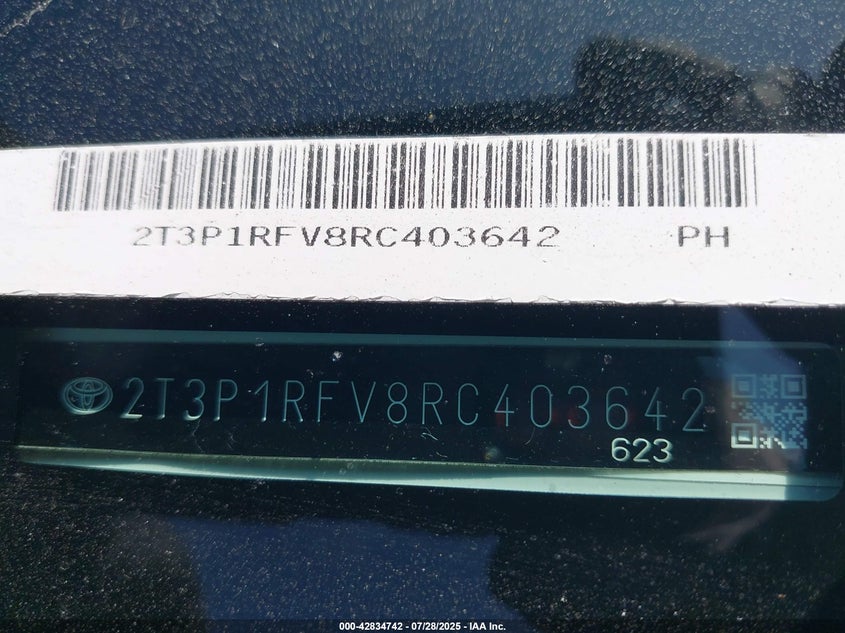 2T3P1RFV8RC403642 PH
2T3P1RFV8RC403642
623
000-42834742 - 07/28/2025 - IAA Inc.